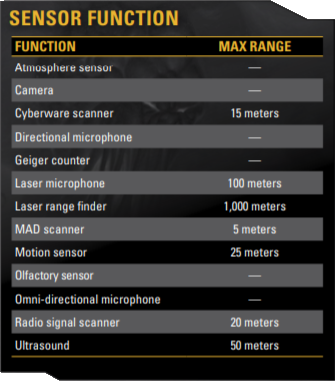 SENSOR FUNCTION
FUNCTION MAX RANGE
Atmosphere sensor —
Camera —
Cyberware scanner 15 meters
Directional microphone —
Geiger counter —
Laser microphone 100 meters
Laser range finder 1,000 meters
MAD scanner 5 meters
Motion sensor 25 meters
Olfactory sensor —
Omni-directional microphone —
Radio signal scanner 20 meters
Ultrasound 50 meters